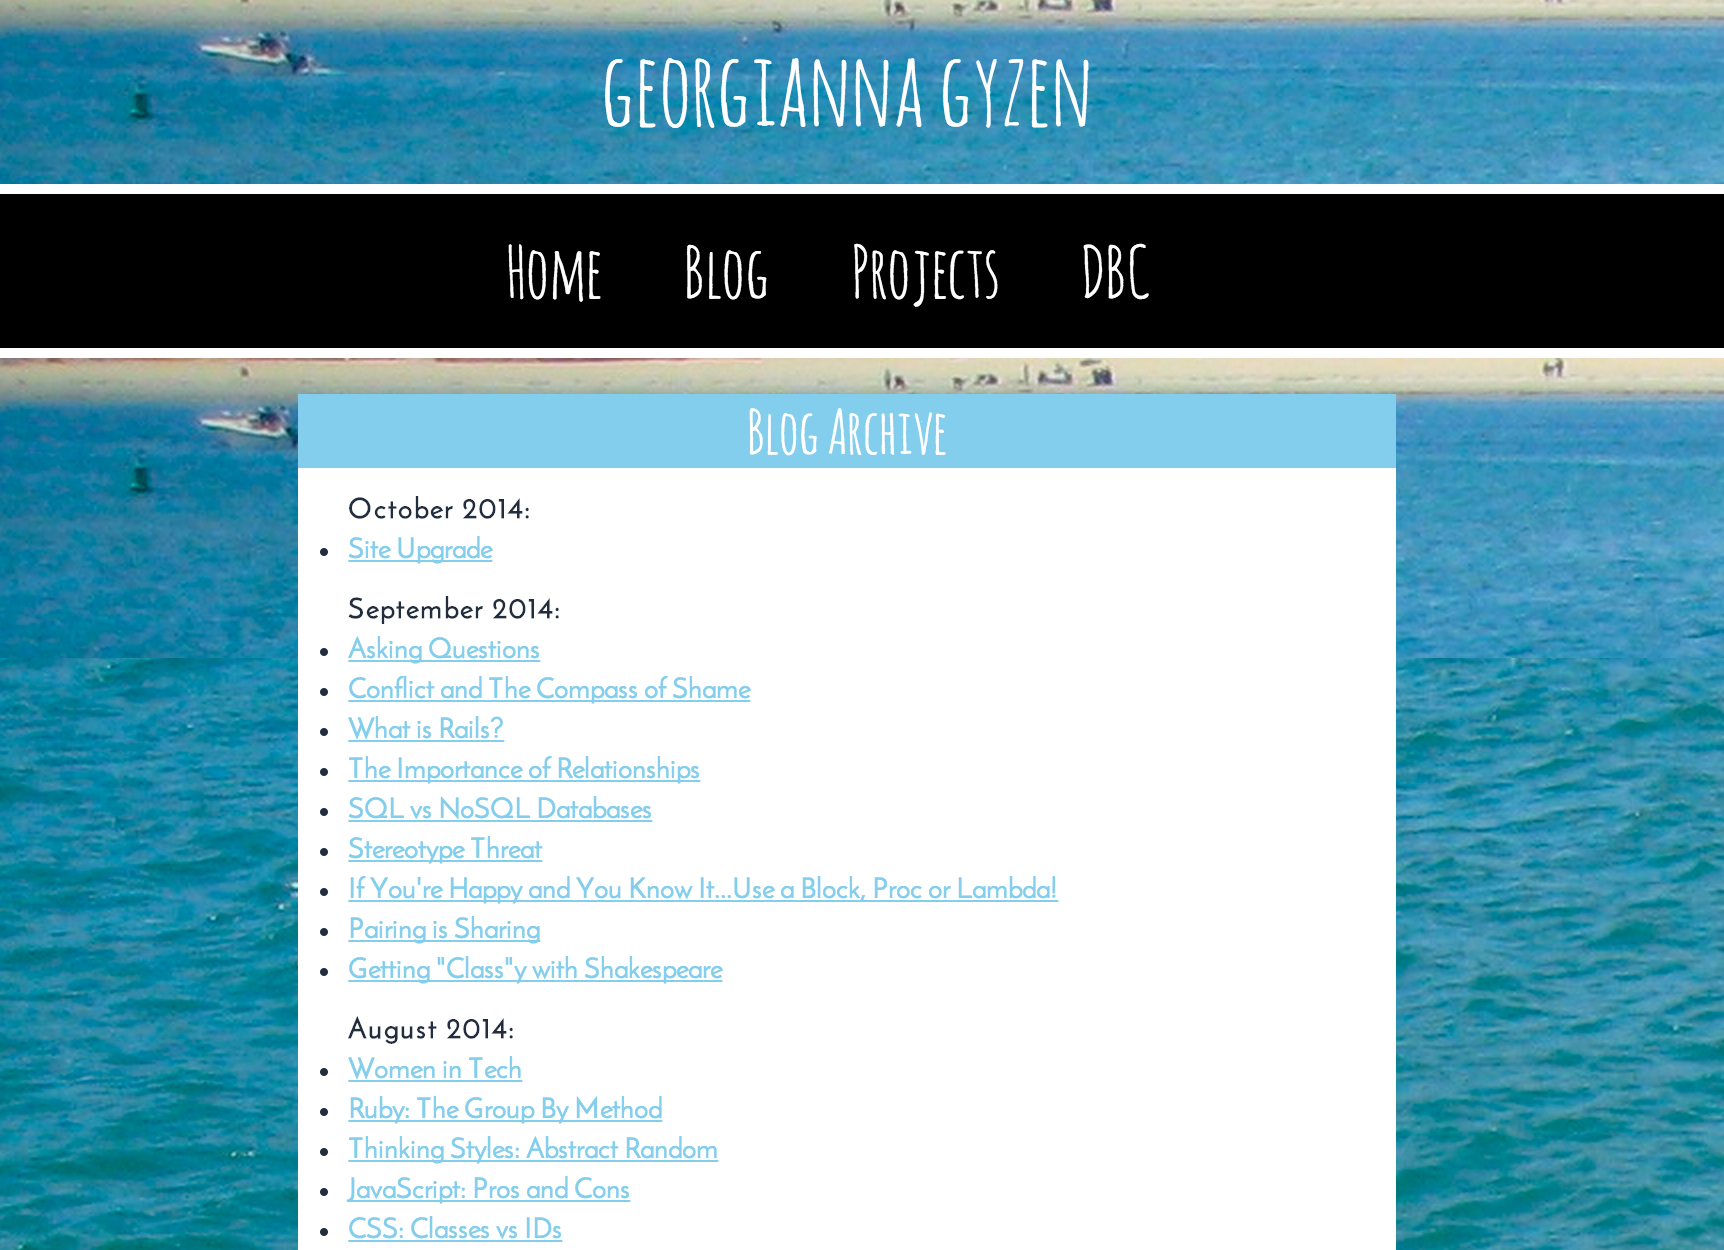 GEORGIANNA GYZEN
Home Blog Projects DBC
Blog Archive
October 2014:
Site Upgrade
September 2014:
Asking Questions
Conflict and The Compass of Shame
What is Rails?
The Importance of Relationships
SQL vs NoSQL Databases
Stereotype Threat
If You're Happy and You Know It...Use a Block, Proc or Lambda!
Pairing is Sharing
Getting "Class"y with Shakespeare
August 2014:
Women in Tech
Ruby: The Group By Method
Thinking Styles: Abstract Random
JavaScript: Pros and Cons
CSS: Classes vs IDs